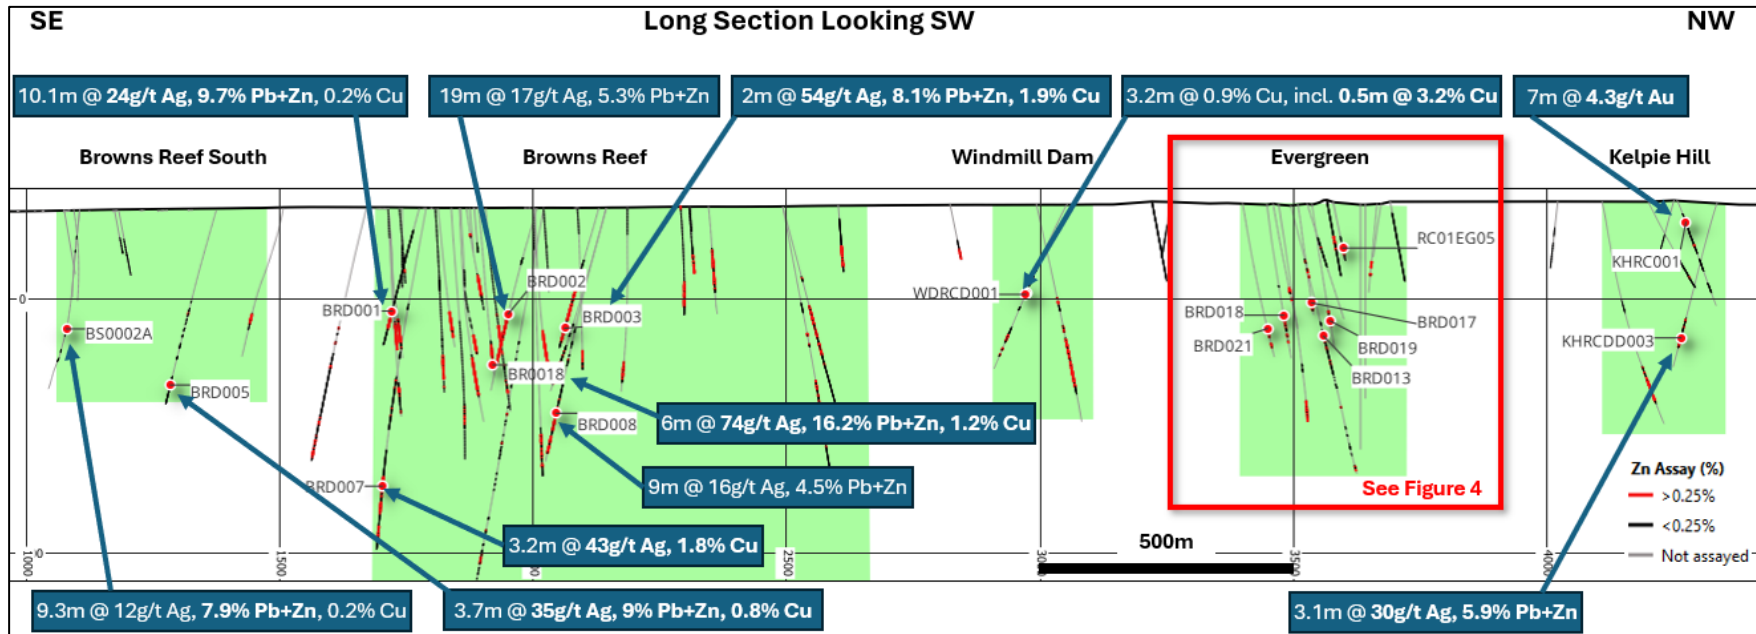 SE
Long Section Looking SW
NW
10.1m @ 24g/t Ag, 9.7% Pb+Zn, 0.2% Cu
19m @ 17g/t Ag, 5.3% Pb+Zn
2m @ 54g/t Ag, 8.1% Pb+Zn, 1.9% Cu
3.2m @ 0.9% Cu, incl. 0.5m @ 3.2% Cu
7m @ 4.3g/t Au
Browns Reef South
Browns Reef
Windmill Dam
Evergreen
Kelpie Hill
RC01EG05
KHRC001
BRD002
WDRCD001
0
BRD001
BRD003
BRD018
BRD017
BS0002A
BRD021
BRD019
KHRCDD003
BR0018
BRD013
BRD005
6m @ 74g/t Ag, 16.2% Pb+Zn, 1.2% Cu
BRD008
Zn Assay (%)
BRD007
9m @ 16g/t Ag, 4.5% Pb+Zn
See Figure 4
>0.25%
<0.25%
3.2m @ 43g/t Ag, 1.8% Cu
500m
Not assayed
1000
1500
2500
3500
4000
9.3m @ 12g/t Ag, 7.9% Pb+Zn, 0.2% Cu
3.7m @ 35g/t Ag, 9% Pb+Zn, 0.8% Cu
3.1m @ 30g/t Ag, 5.9% Pb+Zn